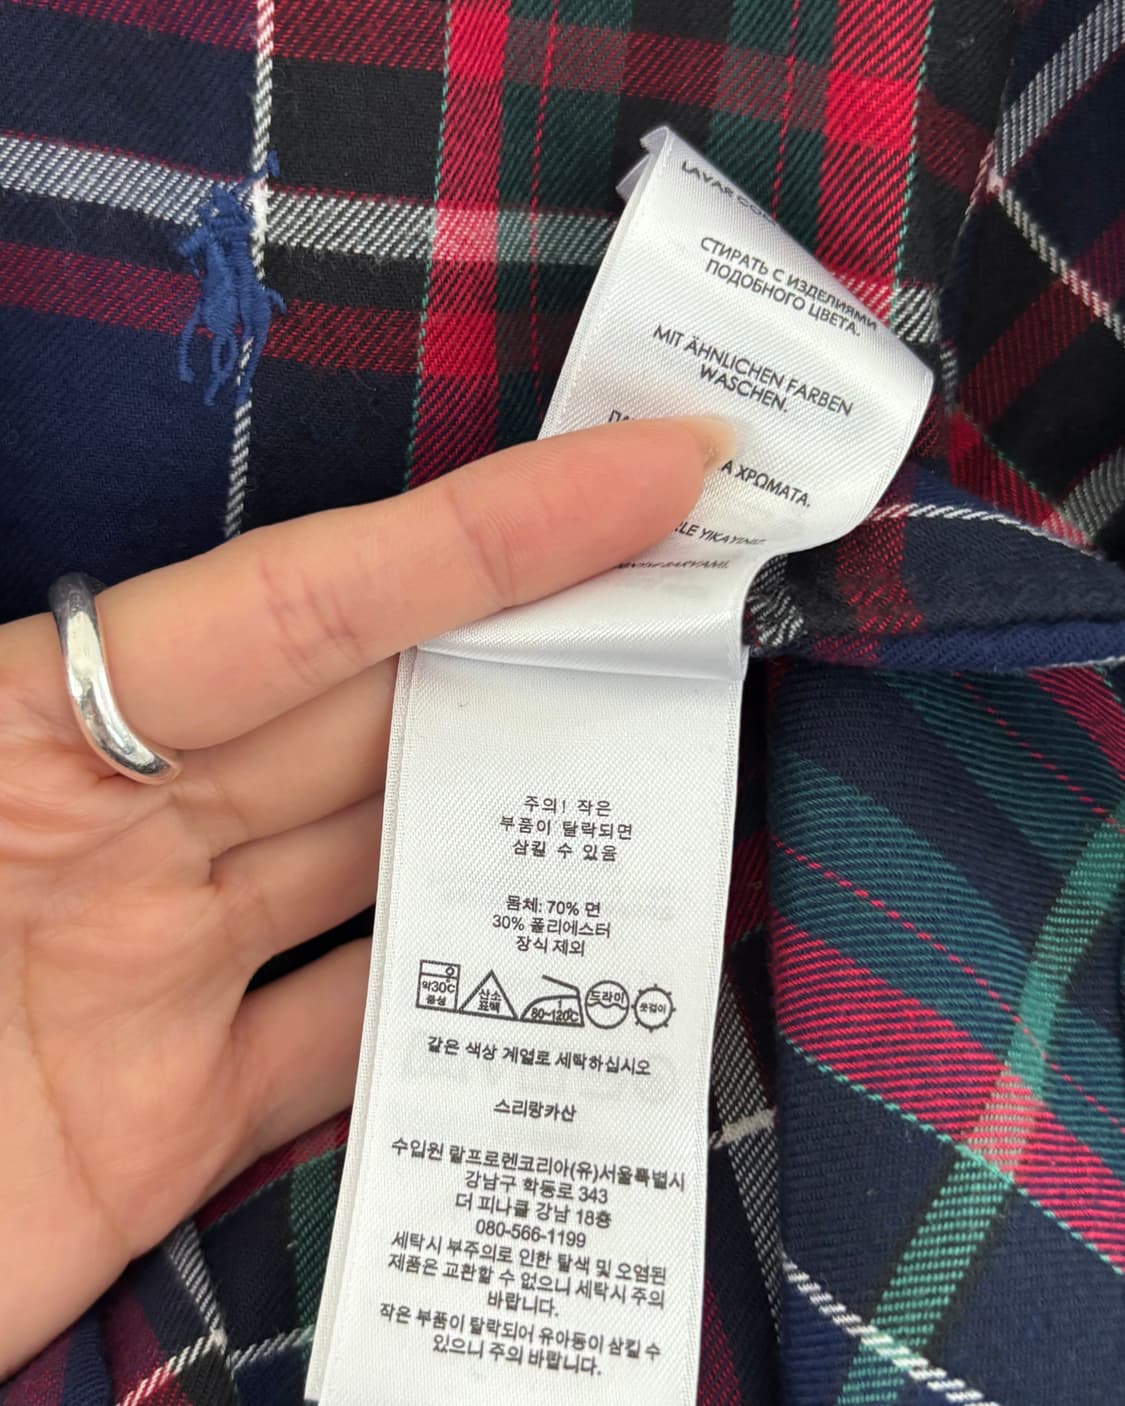 LAVAR
СТИРАТЬ С ИЗДЕЛИЯМИ
ПОДОБНОГО ЦВЕТА.
MIT ÄHNLICHEN FARBEN
WASCHEN.
ΧΡΩΜΑΤΑ.
주의! 작은
부품이 탈락되면
삼킬 수 있음
몸체: 70% 면
30% 폴리에스터
장식 제외
약30℃
중성
산소
표백
80~120℃
드라이
옷걸이
같은 색상 계열로 세탁하십시오
스리랑카산
수입원 랄프로렌코리아(유)서울특별시
강남구 학동로 343
더 피나클 강남 18층
080-566-1199
세탁시 부주의로 인한 탈색 및 오염된
제품은 교환할 수 없으니 세탁시 주의
바랍니다.
작은 부품이 탈락되어 유아동이 삼킬 수
있으니 주의 바랍니다.